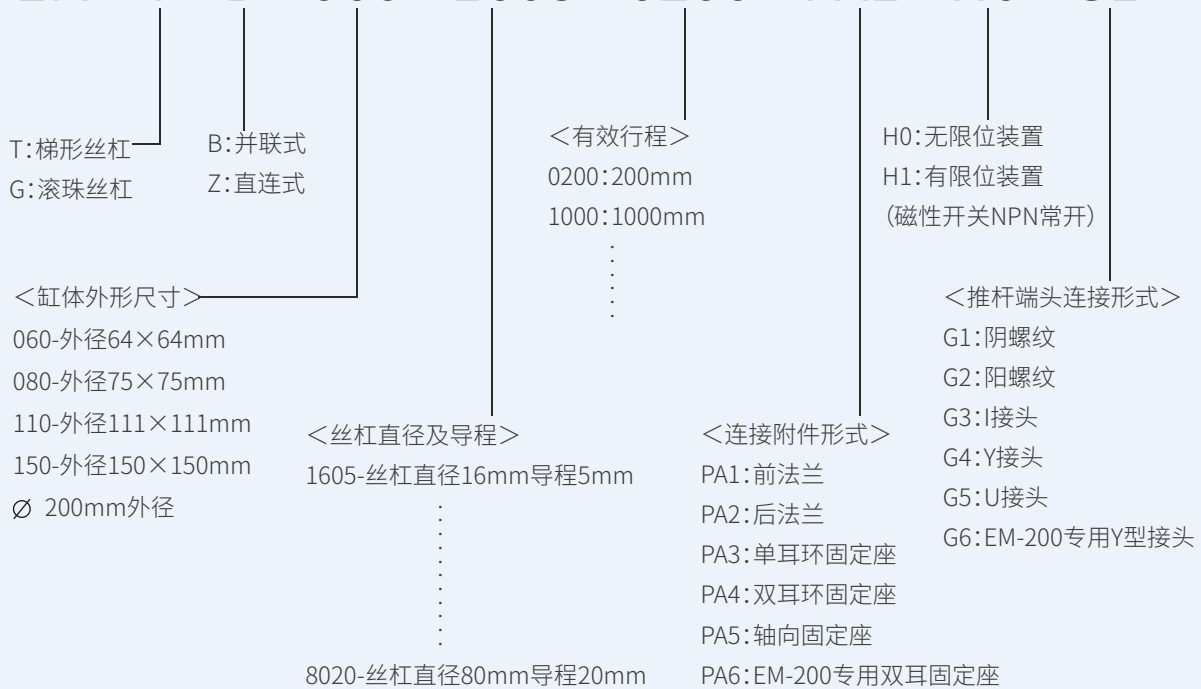 T:梯形丝杠
G:滚珠丝杠
B:并联式
Z:直连式
<有效行程>
0200:200mm
1000:1000mm
H0:无限位装置
H1:有限位装置
(磁性开关NPN常开)
<缸体外形尺寸>
060-外径64×64mm
080-外径75×75mm
110-外径111×111mm
150-外径150×150mm
∅ 200mm外径
<丝杠直径及导程>
1605-丝杠直径16mm导程5mm
8020-丝杠直径80mm导程20mm
<连接附件形式>
PA1:前法兰
PA2:后法兰
PA3:单耳环固定座
PA4:双耳环固定座
PA5:轴向固定座
PA6:EM-200专用双耳固定座
<推杆端头连接形式>
G1:阴螺纹
G2:阳螺纹
G3:I接头
G4:Y接头
G5:U接头
G6:EM-200专用Y型接头